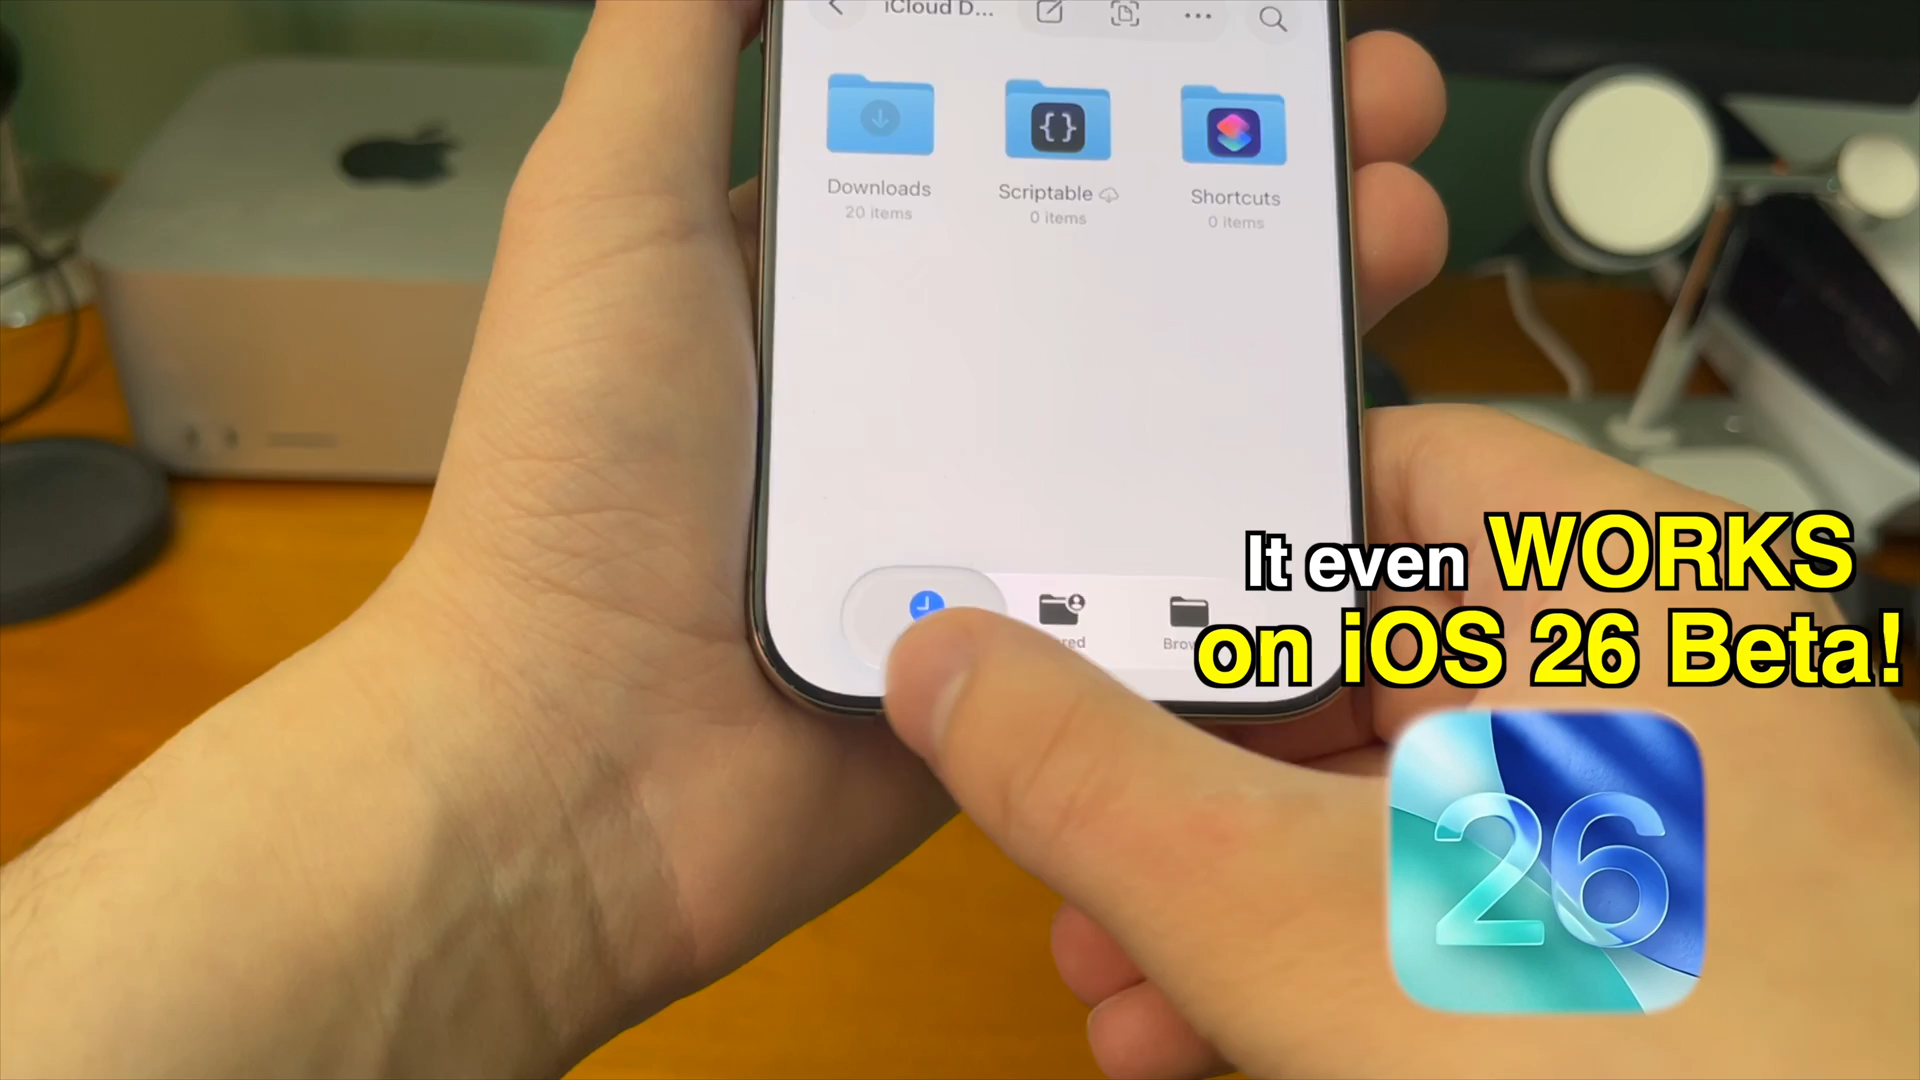 iCloud D...
Downloads
20 items
Scriptable
0 items
Shortcuts
0 items
It even WORKS
on iOS 26 Beta!
26